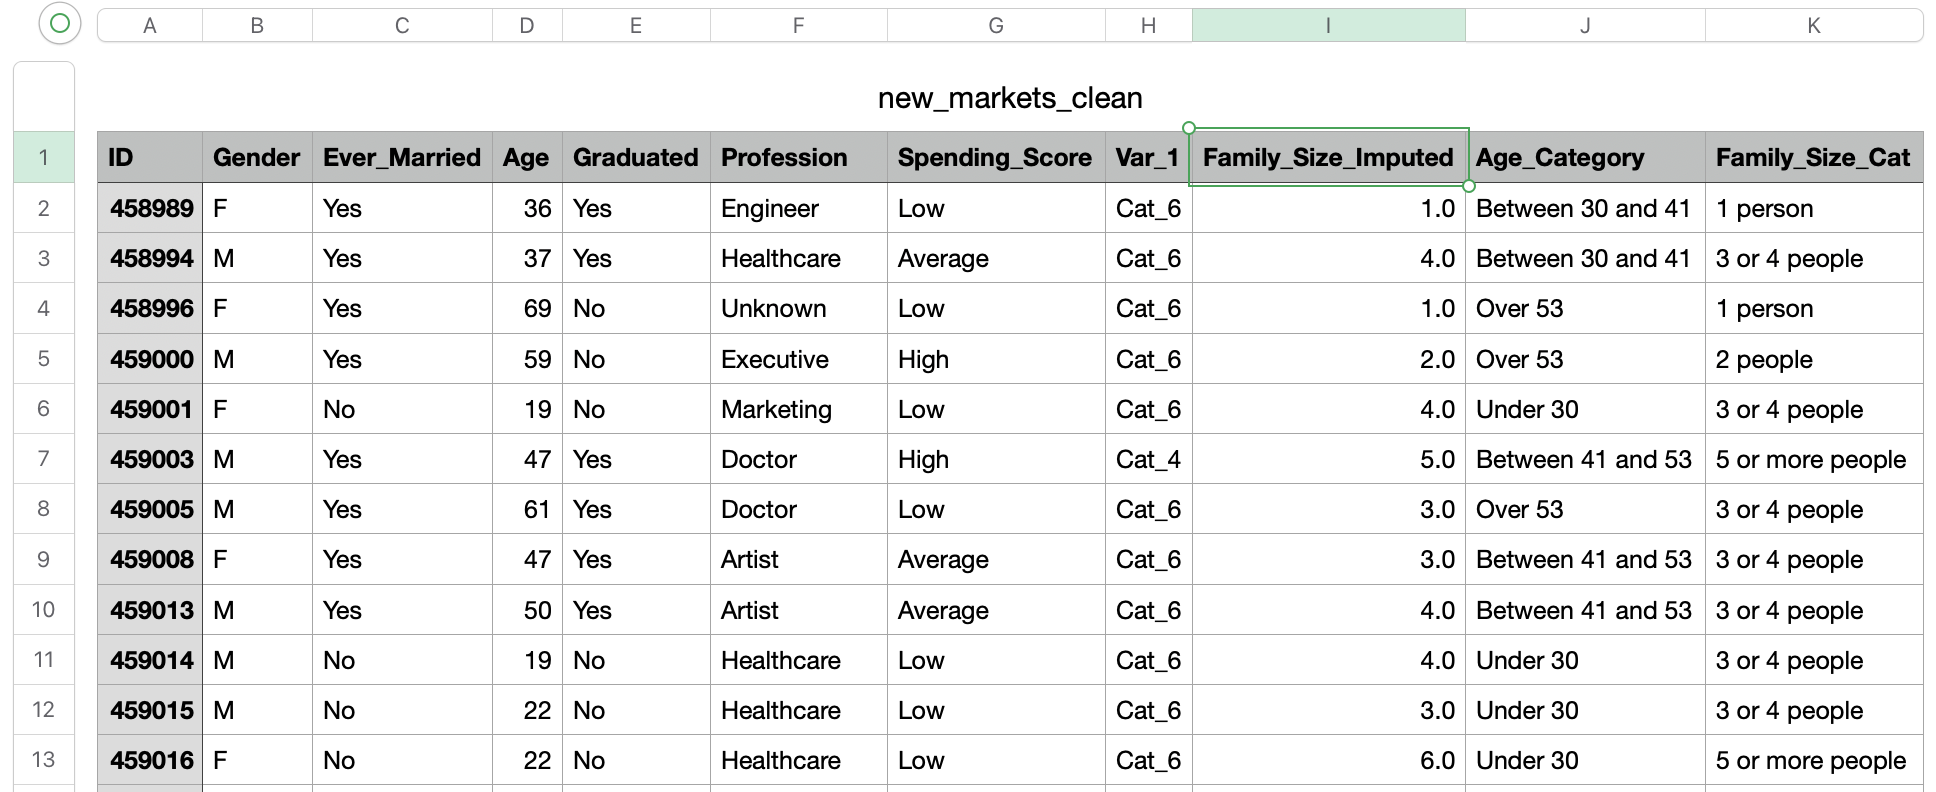 A B C D E F G H I J K
new_markets_clean
1 ID Gender Ever_Married Age Graduated Profession Spending_Score Var_1 Family_Size_Imputed Age_Category Family_Size_Cat
2 458989 F Yes 36 Yes Engineer Low Cat_6 1.0 Between 30 and 41 1 person
3 458994 M Yes 37 Yes Healthcare Average Cat_6 4.0 Between 30 and 41 3 or 4 people
4 458996 F Yes 69 No Unknown Low Cat_6 1.0 Over 53 1 person
5 459000 M Yes 59 No Executive High Cat_6 2.0 Over 53 2 people
6 459001 F No 19 No Marketing Low Cat_6 4.0 Under 30 3 or 4 people
7 459003 M Yes 47 Yes Doctor High Cat_4 5.0 Between 41 and 53 5 or more people
8 459005 M Yes 61 Yes Doctor Low Cat_6 3.0 Over 53 3 or 4 people
9 459008 F Yes 47 Yes Artist Average Cat_6 3.0 Between 41 and 53 3 or 4 people
10 459013 M Yes 50 Yes Artist Average Cat_6 4.0 Between 41 and 53 3 or 4 people
11 459014 M No 19 No Healthcare Low Cat_6 4.0 Under 30 3 or 4 people
12 459015 M No 22 No Healthcare Low Cat_6 3.0 Under 30 3 or 4 people
13 459016 F No 22 No Healthcare Low Cat_6 6.0 Under 30 5 or more people